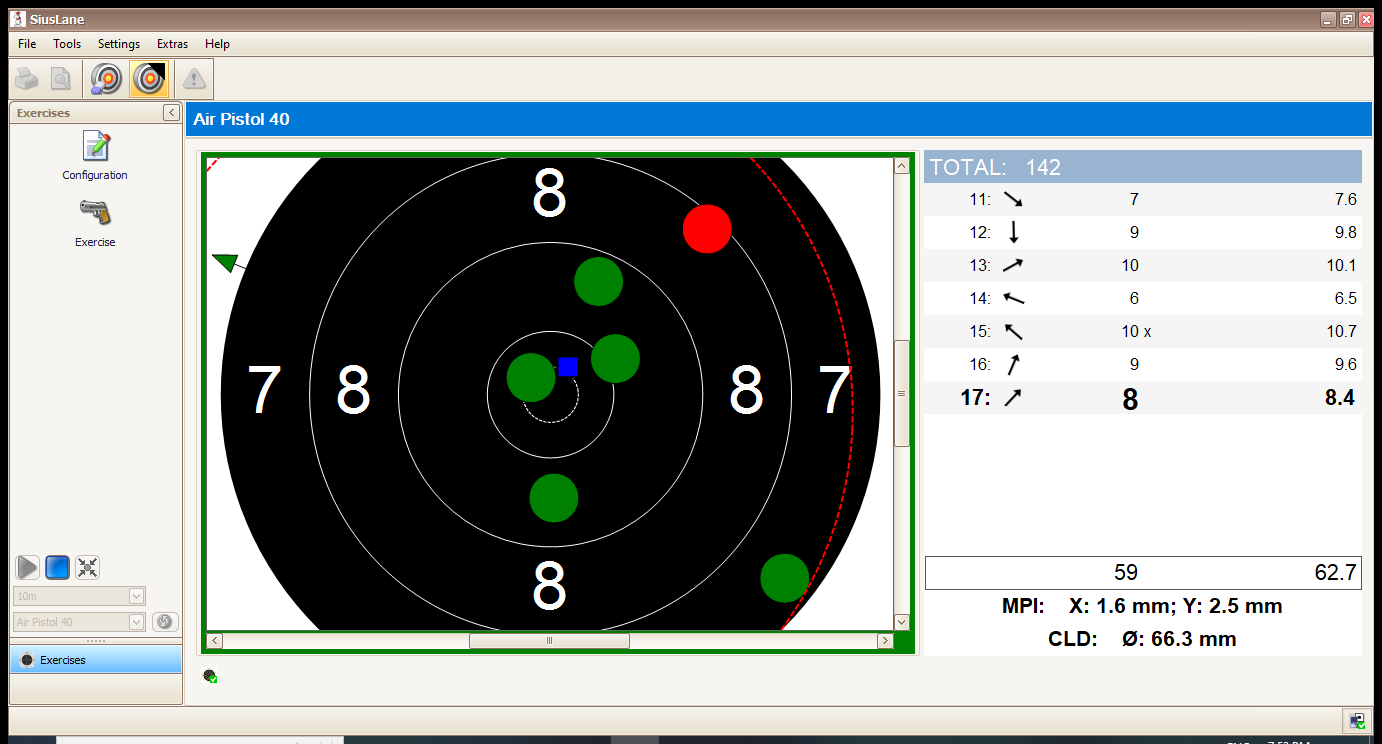 SiusLane
File Tools Settings Extras Help
Exercises
Configuration
Exercise
10m
Air Pistol 40
Exercises
Air Pistol 40
8
7 8 8 7
8
TOTAL: 142
11: 7 7.6
12: 9 9.8
13: 10 10.1
14: 6 6.5
15: 10 x 10.7
16: 9 9.6
17: 8 8.4
59 62.7
MPI: X: 1.6 mm; Y: 2.5 mm
CLD: Ø: 66.3 mm